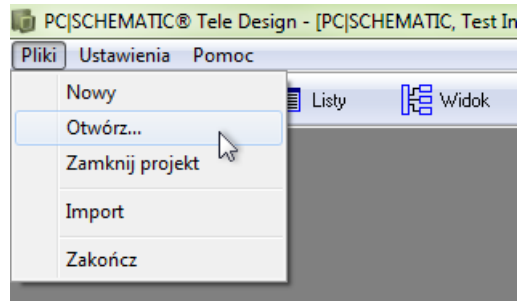 PC|SCHEMATIC® Tele Design - [PC|SCHEMATIC, Test In
Pliki Ustawienia Pomoc
Nowy
Listy Widok
Otwórz...
Zamknij projekt
Import
Zakończ